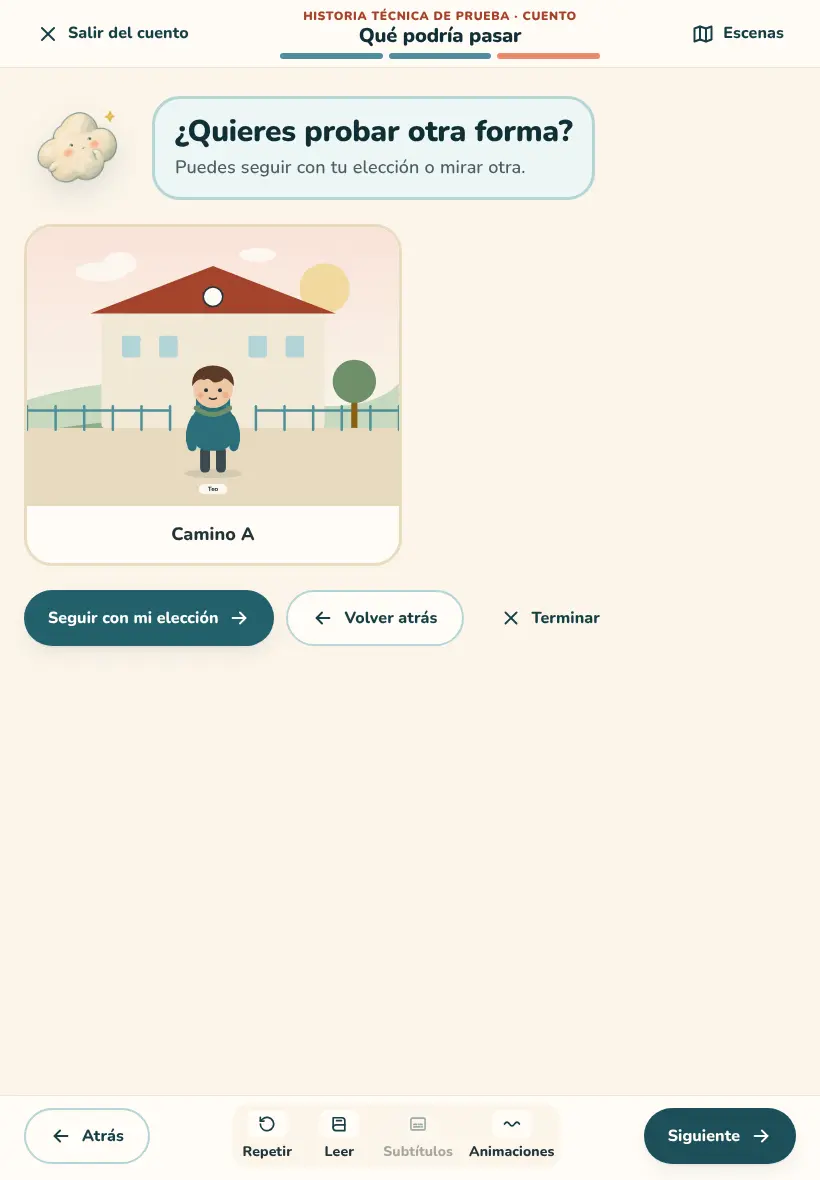 Salir del cuento
HISTORIA TÉCNICA DE PRUEBA · CUENTO
Qué podría pasar
Escenas
¿Quieres probar otra forma?
Puedes seguir con tu elección o mirar otra.
Teo
Camino A
Seguir con mi elección
Volver atrás
Terminar
Atrás
Repetir
Leer
Subtítulos
Animaciones
Siguiente